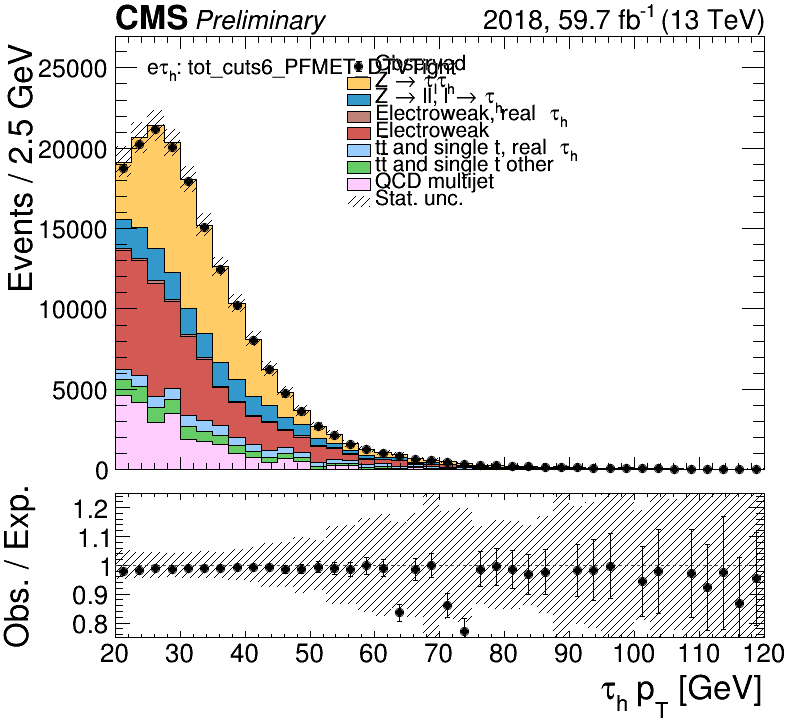 CMS Preliminary 2018, 59.7 fb⁻¹ (13 TeV)
Events / 2.5 GeV
25000
20000
15000
10000
5000
0
eτh: tot_cuts6_PFMET
Observed
Z → ττh
Z → ll, l → τh
Electroweak, real τh
Electroweak
tt and single t, real τh
tt and single t other
QCD multijet
Stat. unc.
Obs. / Exp.
1.2
1.1
1
0.9
0.8
20 30 40 50 60 70 80 90 100 110 120
τh pT [GeV]